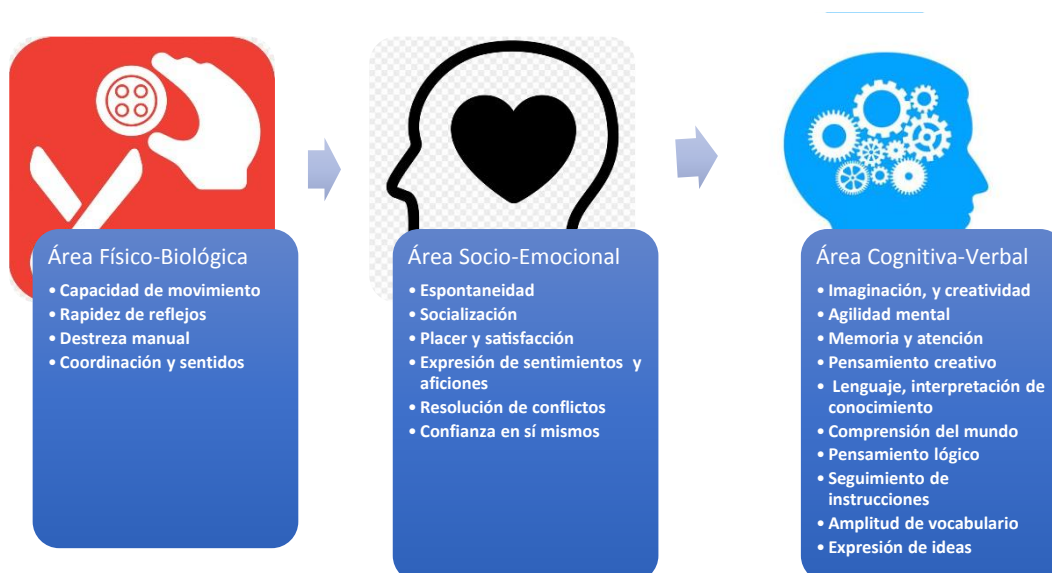 Área Físico-Biológica
• Capacidad de movimiento
• Rapidez de reflejos
• Destreza manual
• Coordinación y sentidos
Área Socio-Emocional
• Espontaneidad
• Socialización
• Placer y satisfacción
• Expresión de sentimientos y
aficiones
• Resolución de conflictos
• Confianza en sí mismos
Área Cognitiva-Verbal
• Imaginación, y creatividad
• Agilidad mental
• Memoria y atención
• Pensamiento creativo
• Lenguaje, interpretación de
conocimiento
• Comprensión del mundo
• Pensamiento lógico
• Seguimiento de
instrucciones
• Amplitud de vocabulario
• Expresión de ideas